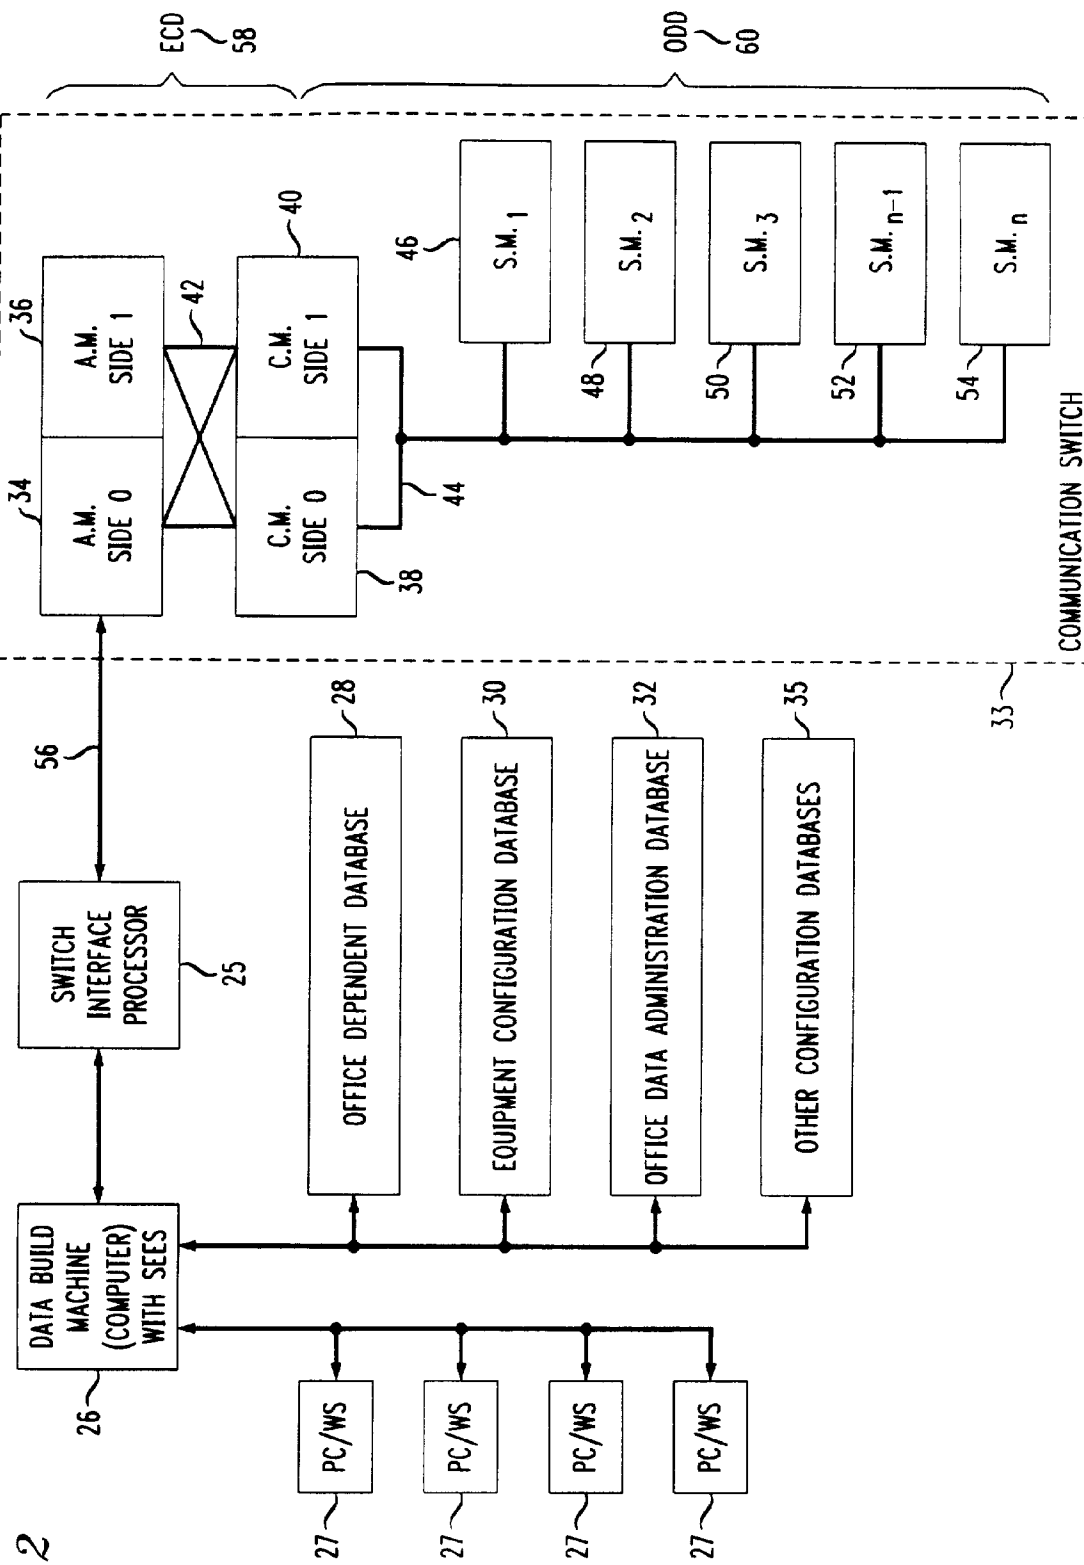 2
26
DATA BUILD
MACHINE
(COMPUTER)
WITH SEES
SWITCH
INTERFACE
PROCESSOR
25
56
27
PC/WS
27
PC/WS
27
PC/WS
27
PC/WS
OFFICE DEPENDENT DATABASE
28
EQUIPMENT CONFIGURATION DATABASE
30
OFFICE DATA ADMINISTRATION DATABASE
32
OTHER CONFIGURATION DATABASES
35
33
34
A.M.
SIDE 0
36
A.M.
SIDE 1
42
C.M.
SIDE 0
38
C.M.
SIDE 1
40
44
46
S.M.1
48
S.M.2
50
S.M.3
52
S.M.n-1
54
S.M.n
COMMUNICATION SWITCH
ECD
58
ODD
60